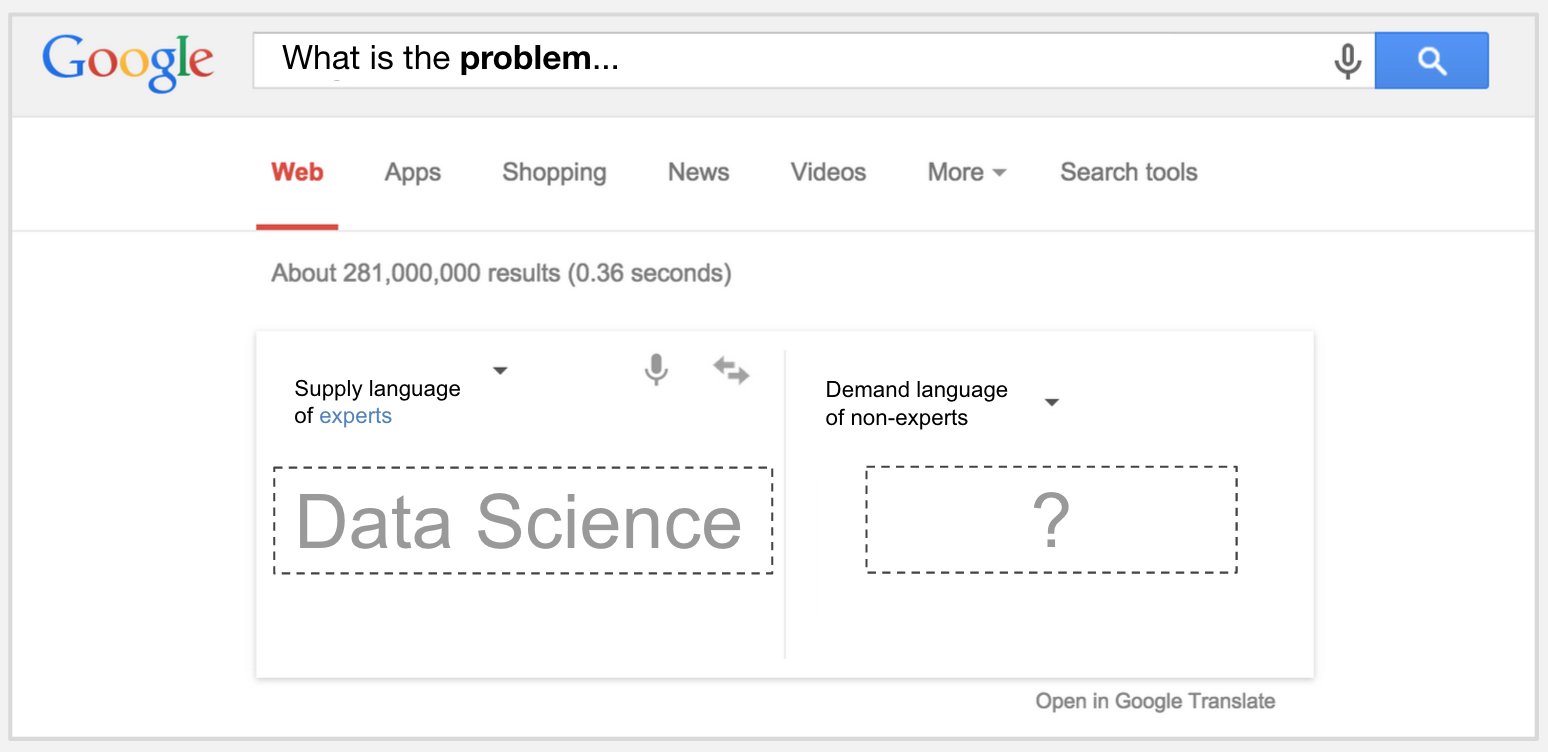 Google What is the problem...
Web Apps Shopping News Videos More Search tools
About 281,000,000 results (0.36 seconds)
Supply language
of experts
Demand language
of non-experts
Data Science
?
Open in Google Translate